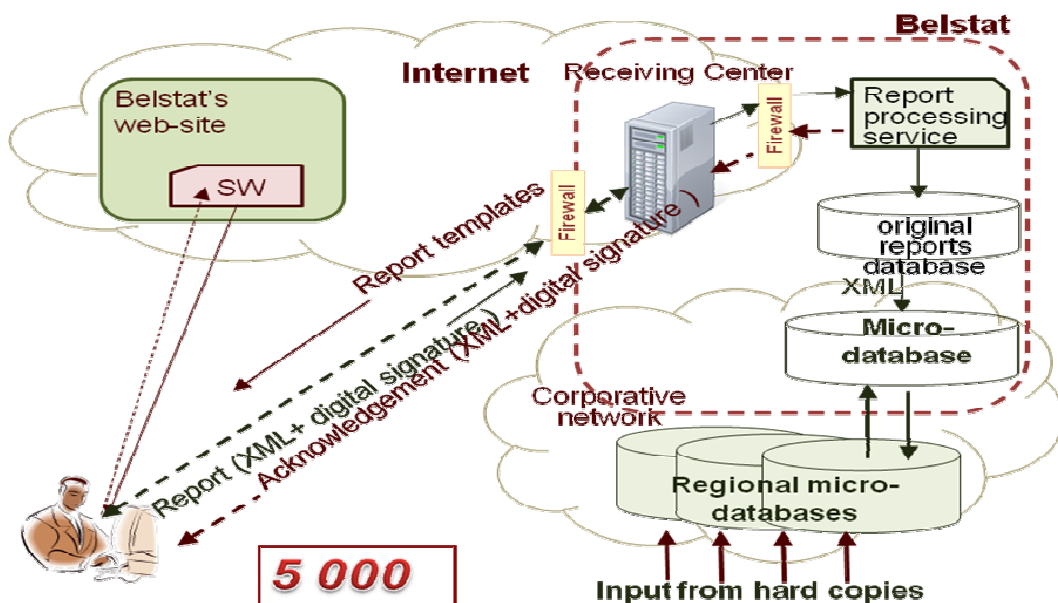 Belstat
Internet
Receiving Center
Belstat's
web-site
SW
Firewall
Firewall
Report
processing
service
original
reports
database
XML
Micro-
database
Report templates
Report (XML+ digital signature )
Acknowledgement (XML+digital signature )
Corporative
network
Regional micro-
databases
Input from hard copies
5 000